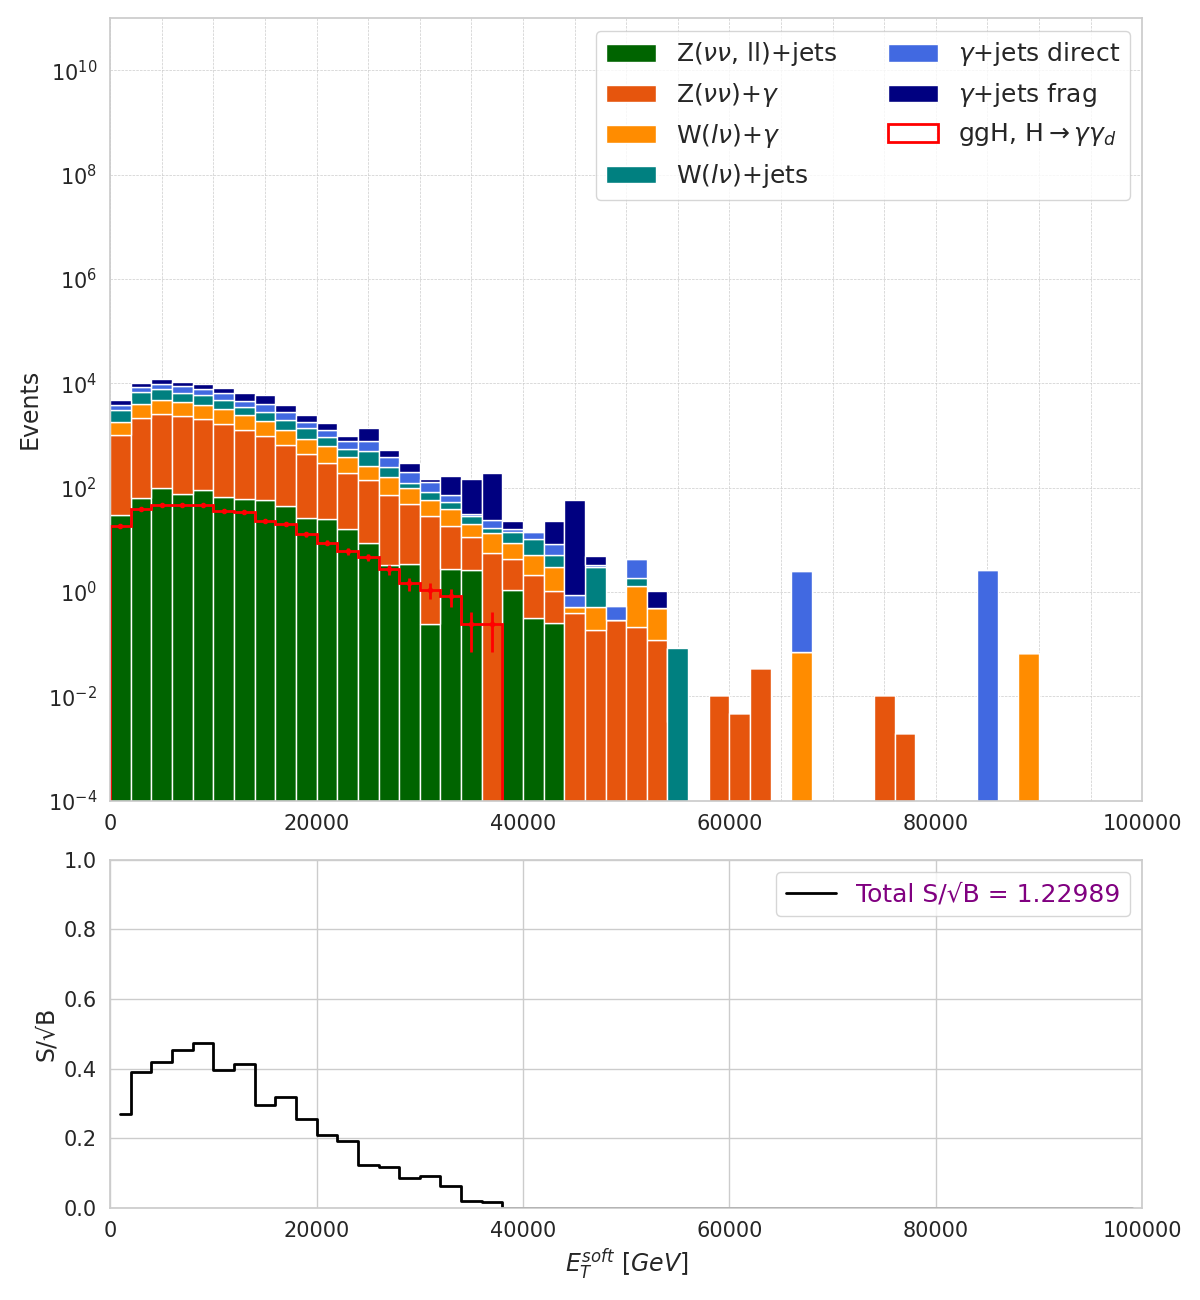 Z(νν, ll)+jets
Z(νν)+γ
W(lν)+γ
W(lν)+jets
γ+jets direct
γ+jets frag
ggH, H→γγ_d
Events
10^10
10^8
10^6
10^4
10^2
10^0
10^−2
10^−4
0 20000 40000 60000 80000 100000
Total S/√B = 1.22989
S/√B
1.0
0.8
0.6
0.4
0.2
0.0
0 20000 40000 60000 80000 100000
E_T^soft [GeV]